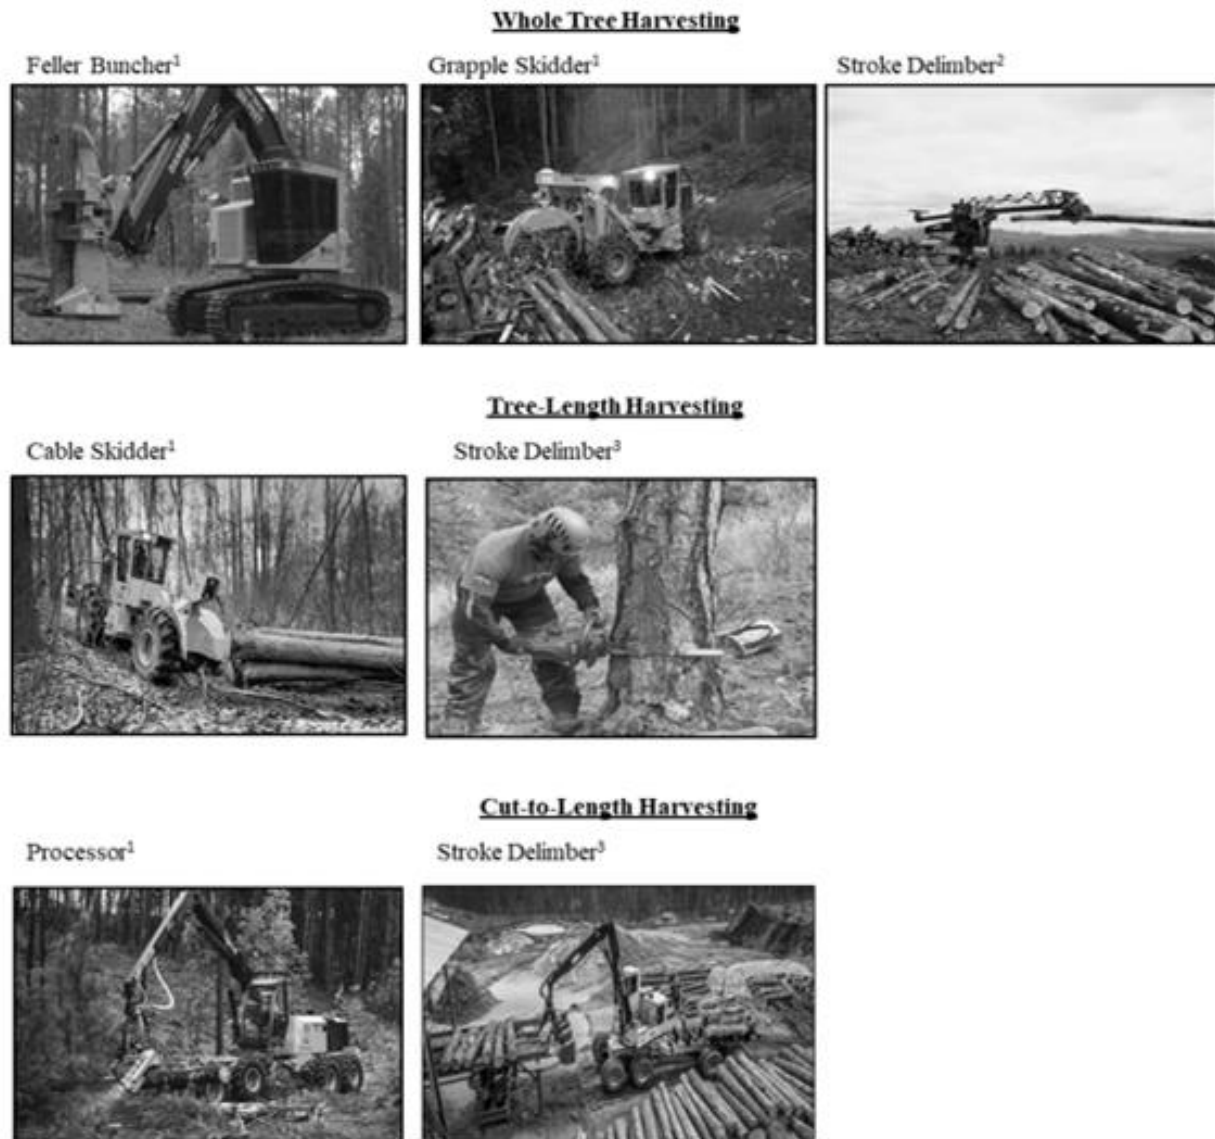 Whole Tree Harvesting
Feller Buncher¹ Grapple Skidder¹ Stroke Delimber²
Tree-Length Harvesting
Cable Skidder¹ Stroke Delimber³
Cut-to-Length Harvesting
Processor¹ Stroke Delimber³